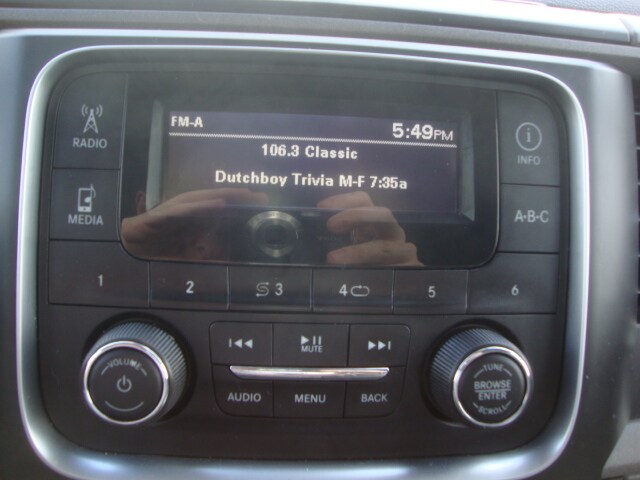 FM-A
5:49PM
106.3 Classic
Dutchboy Trivia M-F 7:35a
RADIO
MEDIA
i
INFO
A-B-C
1
2
3
4
5
6
MUTE
VOLUME
AUDIO
MENU
BACK
TUNE
BROWSE
ENTER
SCROLL